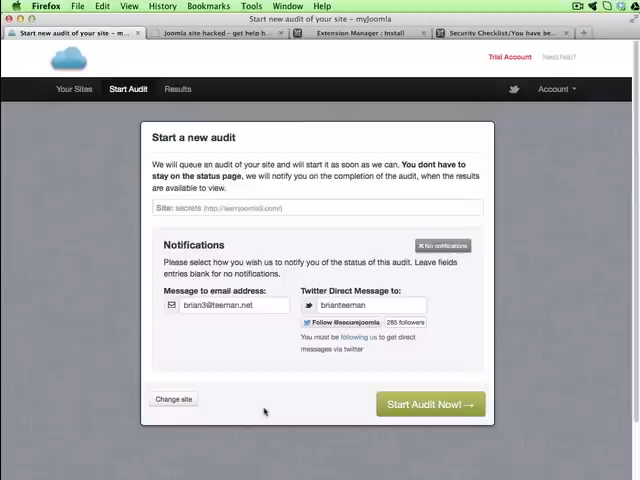 Firefox File Edit View History Bookmarks Tools Window Help
Start new audit of your site - myJoomla
Start new audit of your site - m... Joomla site hacked - get help h... Extension Manager : Install Security Checklist/You have be...
Trial Account Need help?
Your Sites Start Audit Results Account
Start a new audit
We will queue an audit of your site and will start it as soon as we can. You dont have to
stay on the status page, we will notify you on the completion of the audit, when the results
are available to view.
Site: secrets (http://learnjoomla3.com/)
Notifications
No notifications
Please select how you wish us to notify you of the status of this audit. Leave fields
entries blank for no notifications.
Message to email address: Twitter Direct Message to:
brian3@teeman.net brianteeman
Follow @securejoomla 285 followers
You must be following us to get direct
messages via twitter
Change site Start Audit Now! →